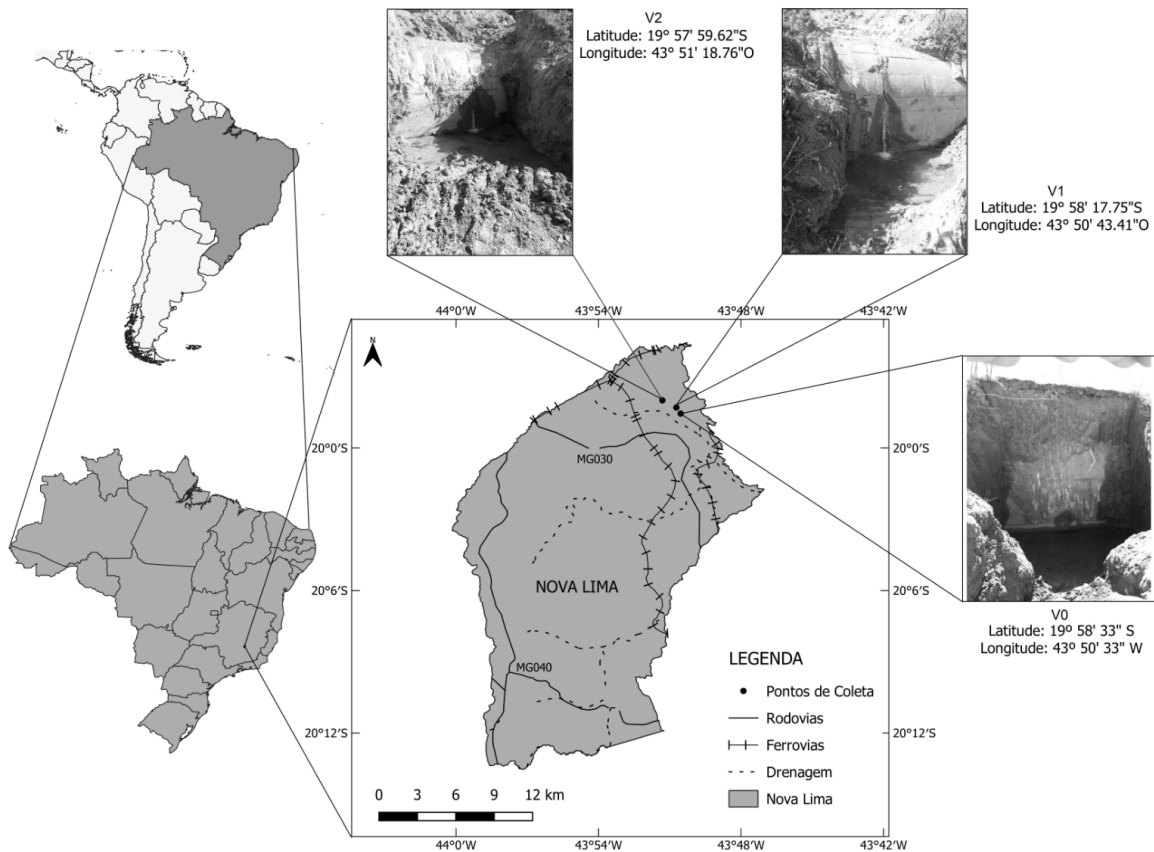 V2
Latitude: 19º 57' 59.62"S
Longitude: 43° 51' 18.76"O
V1
Latitude: 19º 58' 17.75"S
Longitude: 43° 50' 43.41"O
44°0'W
43°54'W
43°48'W
43°42'W
N
20°0'S
20°0'S
MG030
20°6'S
20°6'S
NOVA LIMA
V0
Latitude: 19º 58' 33" S
Longitude: 43º 50' 33" W
MG040
20°12'S
20°12'S
LEGENDA
Pontos de Coleta
Rodovias
Ferrovias
Drenagem
Nova Lima
0 3 6 9 12 km
44°0'W
43°54'W
43°48'W
43°42'W